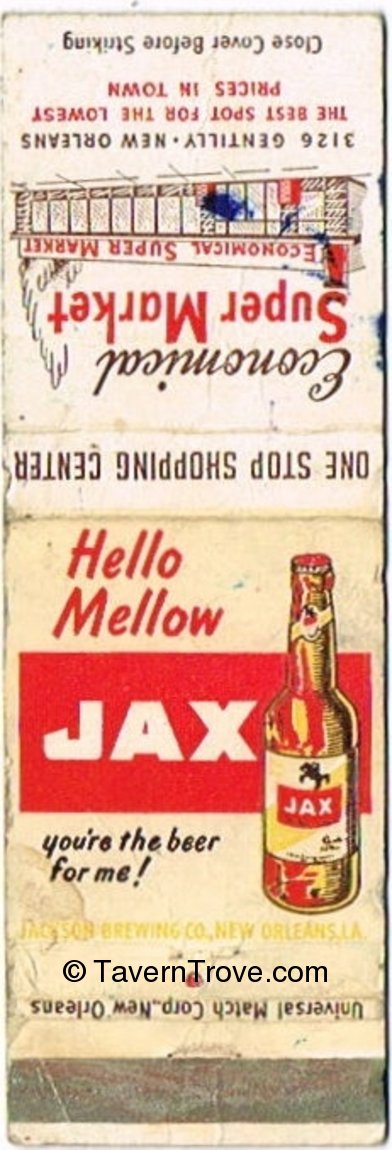 Close Cover Before Striking
PRICES IN TOWN
THE BEST SPOT FOR THE LOWEST
3126 GENTILLY • NEW ORLEANS
ECONOMICAL SUPER MARKET
Super Market
Economical
ONE STOP SHOPPING CENTER
Hello
Mellow
JAX
JAX
you're the beer
for me!
JACKSON BREWING CO., NEW ORLEANS, LA.
© TavernTrove.com
Universal Match Corp., New Orleans